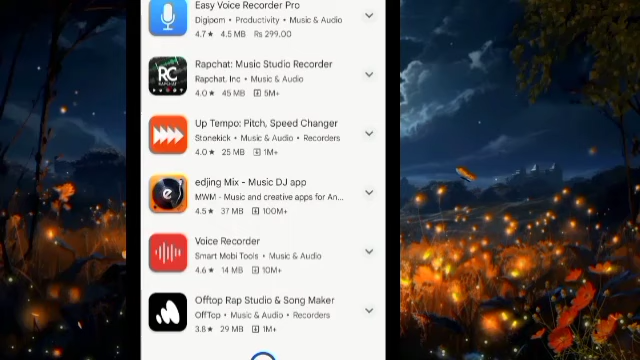 Easy Voice Recorder Pro
Digipom • Productivity • Music & Audio
4.7★ 4.5 MB Rs 299.00
RC
RAPCHAT
Rapchat: Music Studio Recorder
Rapchat, Inc • Music & Audio
4.0★ 45 MB 5M+
Up Tempo: Pitch, Speed Changer
Stonekick • Music & Audio • Recorders
4.0★ 25 MB 1M+
e
edjing Mix - Music DJ app
MWM - Music and creative apps for An...
4.5★ 37 MB 100M+
Voice Recorder
Smart Mobi Tools • Music & Audio
4.6★ 14 MB 10M+
Offtop Rap Studio & Song Maker
OffTop • Music & Audio • Recorders
3.8★ 29 MB 1M+